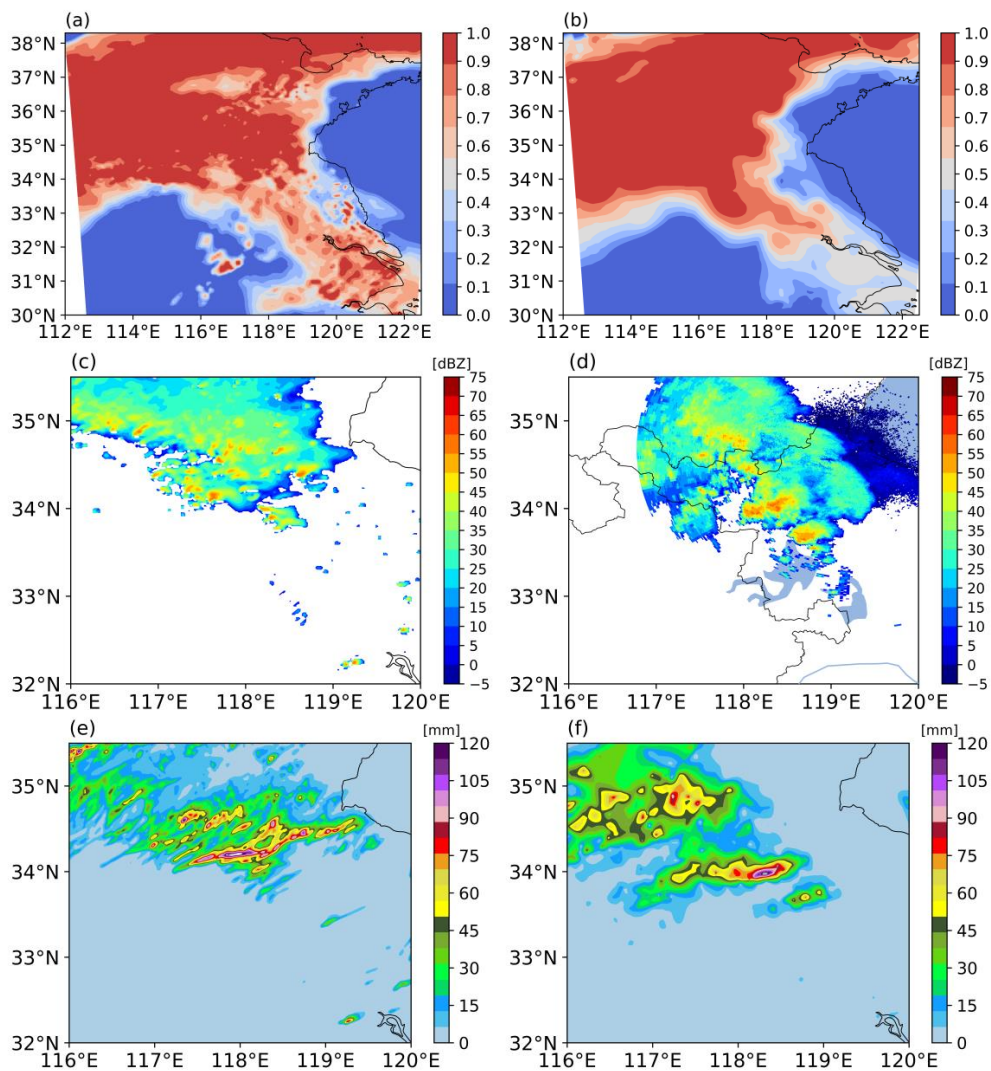 (a)
38°N
37°N
36°N
35°N
34°N
33°N
32°N
31°N
30°N
112°E 114°E 116°E 118°E 120°E 122°E
1.0
0.9
0.8
0.7
0.6
0.5
0.4
0.3
0.2
0.1
0.0
(b)
38°N
37°N
36°N
35°N
34°N
33°N
32°N
31°N
30°N
112°E 114°E 116°E 118°E 120°E 122°E
1.0
0.9
0.8
0.7
0.6
0.5
0.4
0.3
0.2
0.1
0.0
(c)
35°N
34°N
33°N
32°N
116°E 117°E 118°E 119°E 120°E
[dBZ]
75
70
65
60
55
50
45
40
35
30
25
20
15
10
5
0
−5
(d)
35°N
34°N
33°N
32°N
116°E 117°E 118°E 119°E 120°E
[dBZ]
75
70
65
60
55
50
45
40
35
30
25
20
15
10
5
0
−5
(e)
35°N
34°N
33°N
32°N
116°E 117°E 118°E 119°E 120°E
[mm]
120
105
90
75
60
45
30
15
0
(f)
35°N
34°N
33°N
32°N
116°E 117°E 118°E 119°E 120°E
[mm]
120
105
90
75
60
45
30
15
0